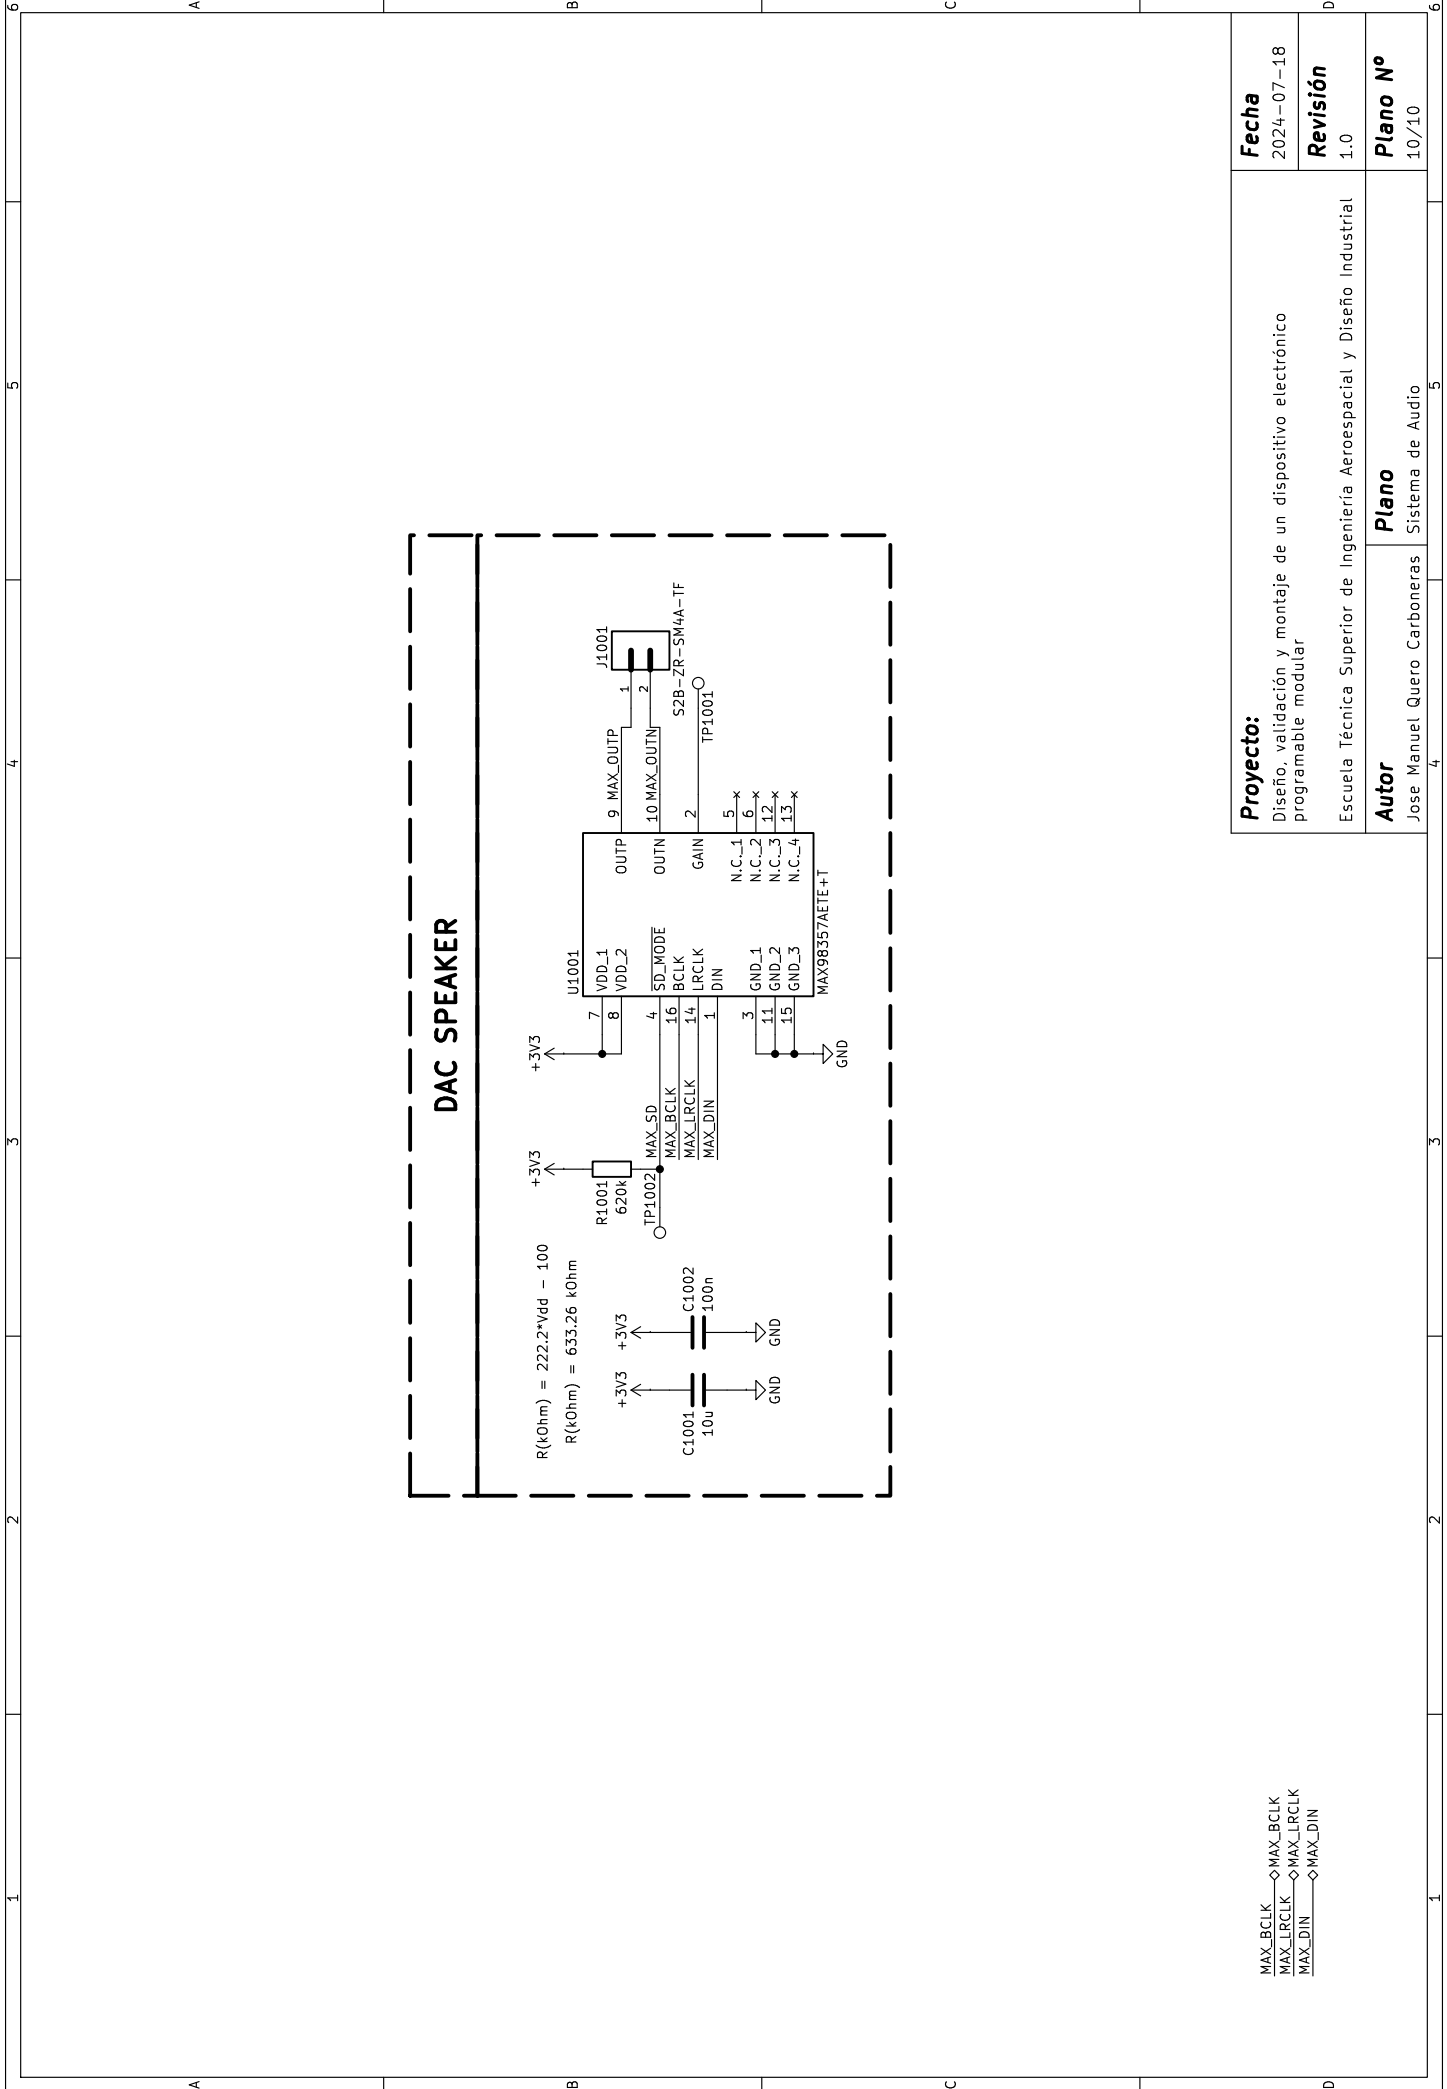 1
2
3
4
5
6
A
B
C
D
DAC SPEAKER
R(kOhm) = 222.2*Vdd - 100
R(kOhm) = 633.26 kOhm
+3V3
C1001
10u
GND
+3V3
C1002
100n
GND
+3V3
R1001
620k
TP1002
MAX_SD
MAX_BCLK
MAX_LRCLK
MAX_DIN
+3V3
GND
U1001
7 VDD_1
8 VDD_2
4 SD_MODE
16 BCLK
14 LRCLK
1 DIN
3 GND_1
11 GND_2
15 GND_3
OUTP 9 MAX_OUTP
OUTN 10 MAX_OUTN
GAIN 2
N.C._1 5
N.C._2 6
N.C._3 12
N.C._4 13
MAX98357AETE+T
J1001
1
2
S2B-ZR-SM4A-TF
TP1001
MAX_BCLK MAX_BCLK
MAX_LRCLK MAX_LRCLK
MAX_DIN MAX_DIN
Proyecto:
Diseño, validación y montaje de un dispositivo electrónico
programable modular
Escuela Técnica Superior de Ingeniería Aeroespacial y Diseño Industrial
Fecha
2024-07-18
Revisión
1.0
Autor
Jose Manuel Quero Carboneras
Plano
Sistema de Audio
Plano Nº
10/10
1
2
3
4
5
6
A
B
C
D